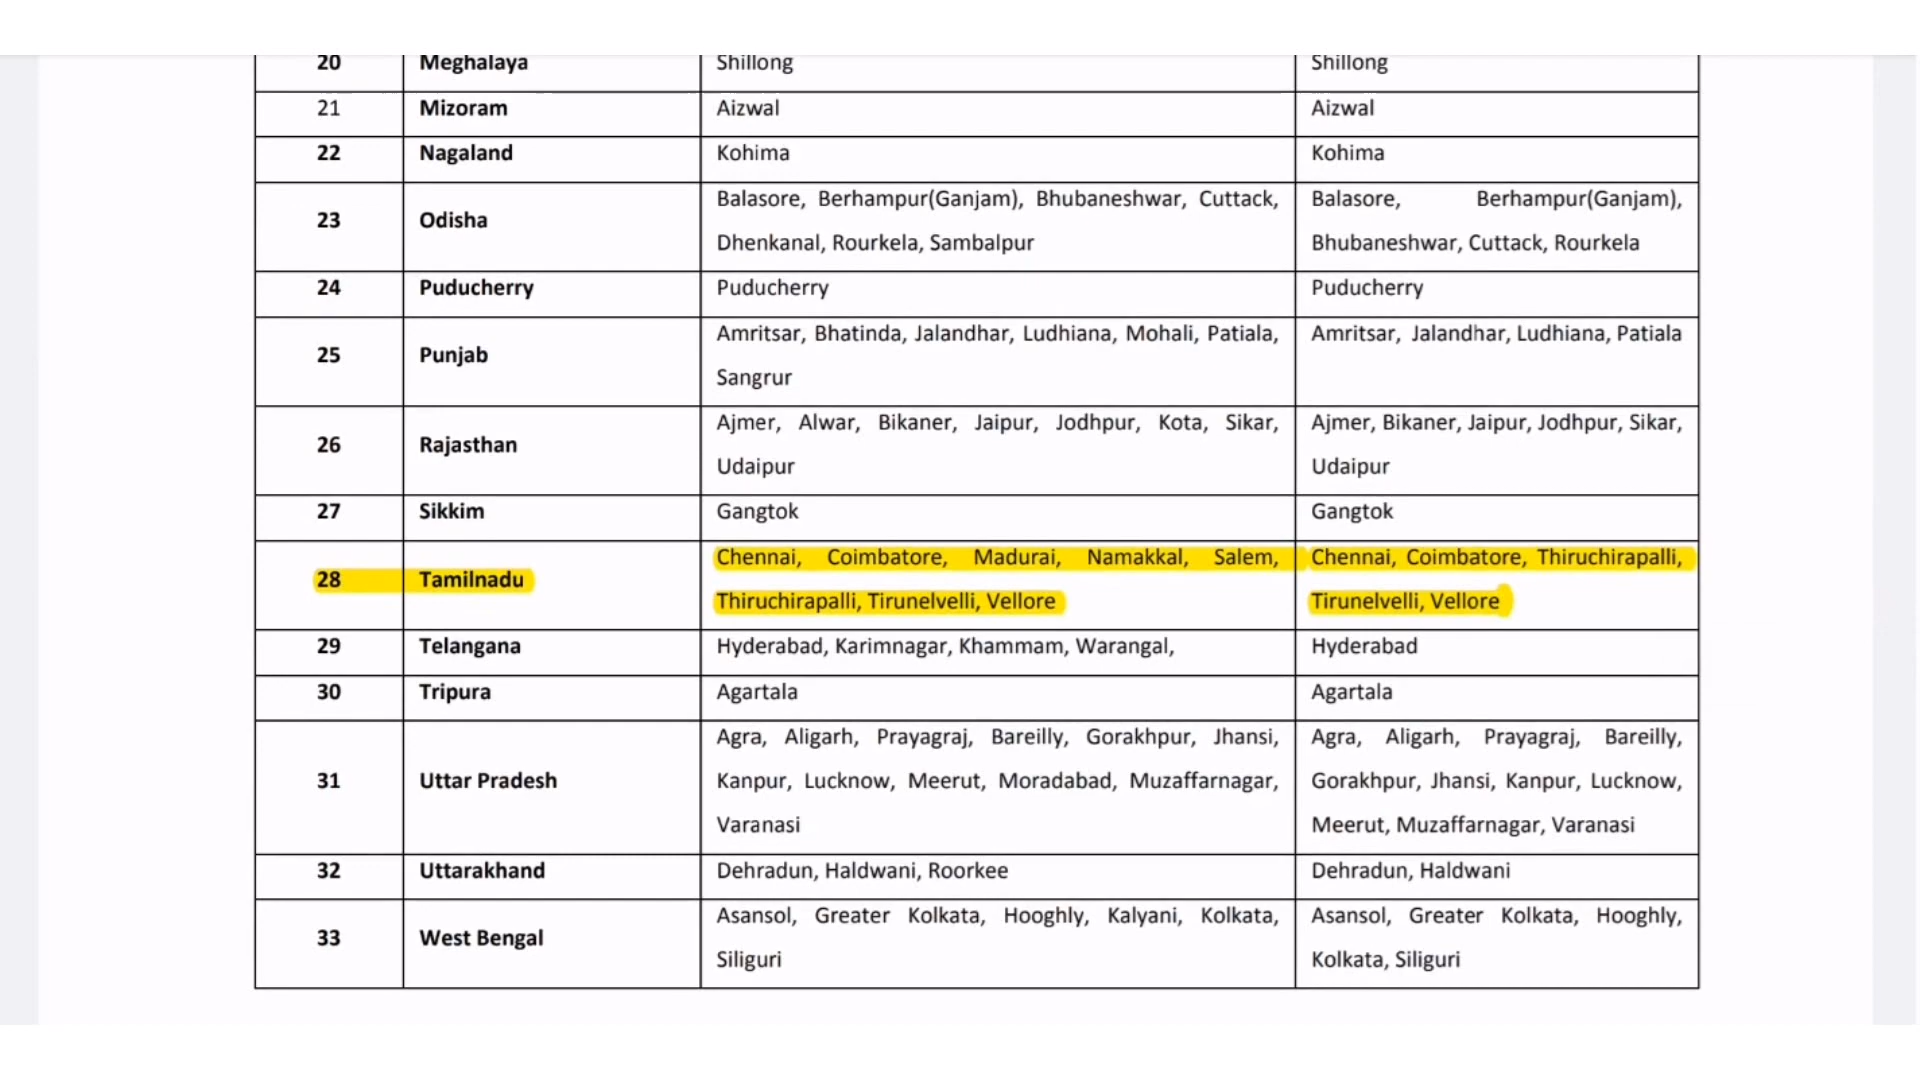 20 Meghalaya Shillong Shillong
21 Mizoram Aizwal Aizwal
22 Nagaland Kohima Kohima
23 Odisha Balasore, Berhampur(Ganjam), Bhubaneshwar, Cuttack, Balasore, Berhampur(Ganjam),
Dhenkanal, Rourkela, Sambalpur Bhubaneshwar, Cuttack, Rourkela
24 Puducherry Puducherry Puducherry
25 Punjab Amritsar, Bhatinda, Jalandhar, Ludhiana, Mohali, Patiala, Amritsar, Jalandhar, Ludhiana, Patiala
Sangrur
26 Rajasthan Ajmer, Alwar, Bikaner, Jaipur, Jodhpur, Kota, Sikar, Ajmer, Bikaner, Jaipur, Jodhpur, Sikar,
Udaipur Udaipur
27 Sikkim Gangtok Gangtok
28 Tamilnadu Chennai, Coimbatore, Madurai, Namakkal, Salem, Chennai, Coimbatore, Thiruchirapalli,
Thiruchirapalli, Tirunelvelli, Vellore Tirunelvelli, Vellore
29 Telangana Hyderabad, Karimnagar, Khammam, Warangal, Hyderabad
30 Tripura Agartala Agartala
31 Uttar Pradesh Agra, Aligarh, Prayagraj, Bareilly, Gorakhpur, Jhansi, Agra, Aligarh, Prayagraj, Bareilly,
Kanpur, Lucknow, Meerut, Moradabad, Muzaffarnagar, Gorakhpur, Jhansi, Kanpur, Lucknow,
Varanasi Meerut, Muzaffarnagar, Varanasi
32 Uttarakhand Dehradun, Haldwani, Roorkee Dehradun, Haldwani
33 West Bengal Asansol, Greater Kolkata, Hooghly, Kalyani, Kolkata, Asansol, Greater Kolkata, Hooghly,
Siliguri Kolkata, Siliguri